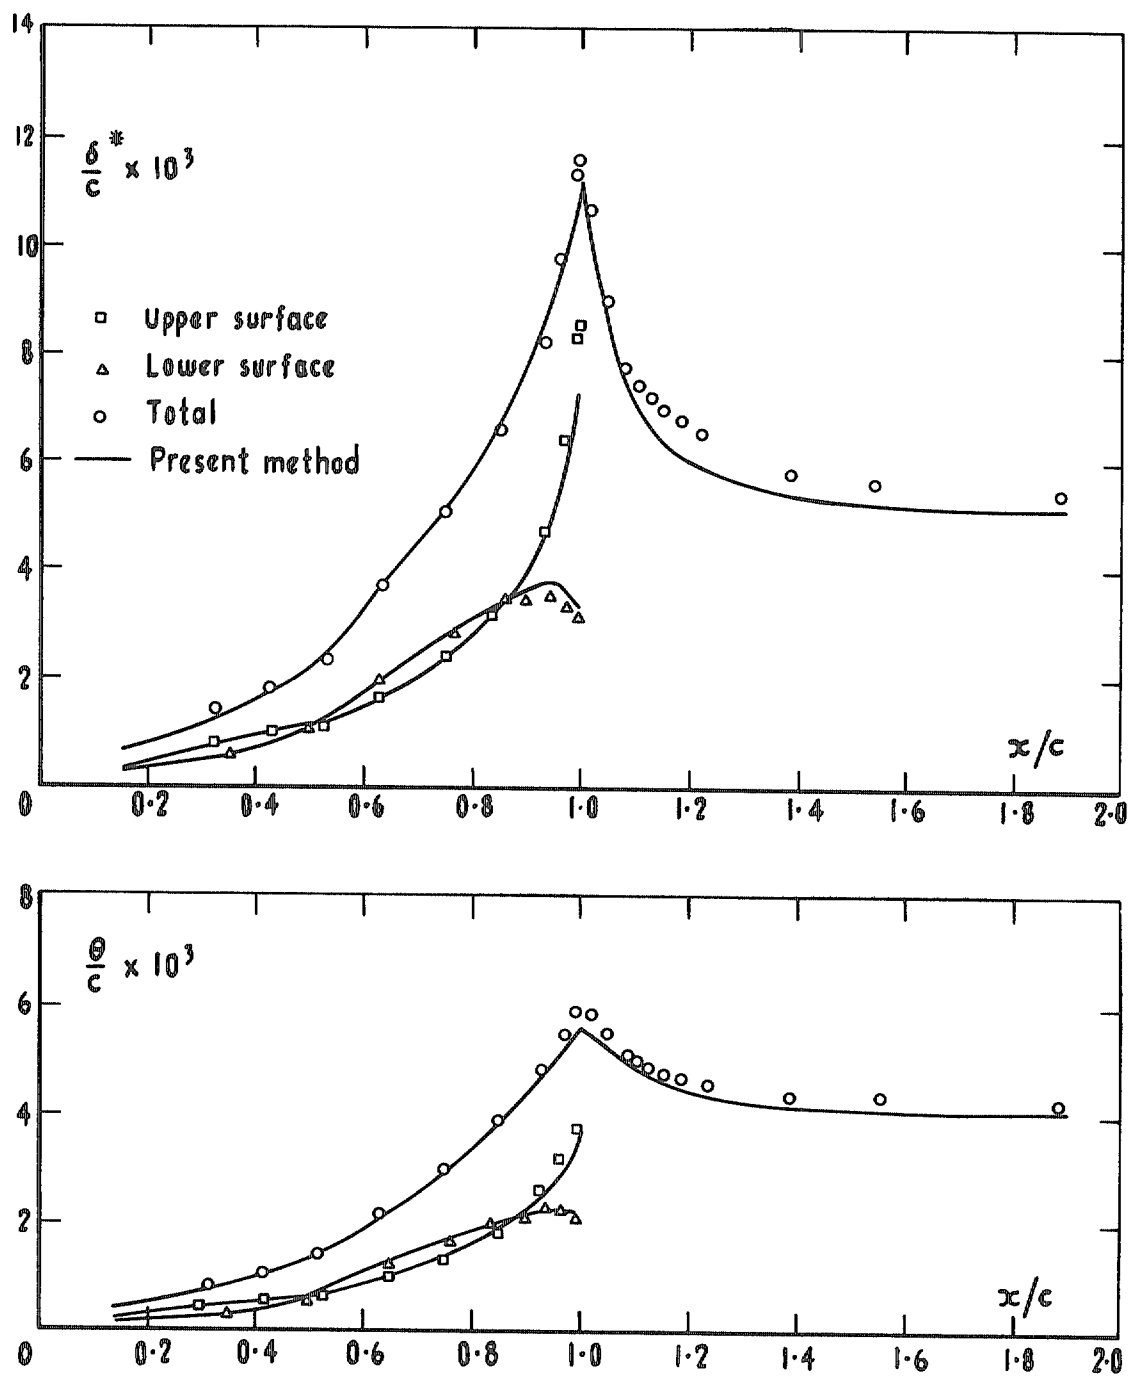 14
12
δ* / c × 10³
10
□ Upper surface
8
△ Lower surface
○ Total
6
— Present method
4
2
x/c
0 0·2 0·4 0·6 0·8 1·0 1·2 1·4 1·6 1·8 2·0
8
θ / c × 10³
6
4
2
x/c
0 0·2 0·4 0·6 0·8 1·0 1·2 1·4 1·6 1·8 2·0